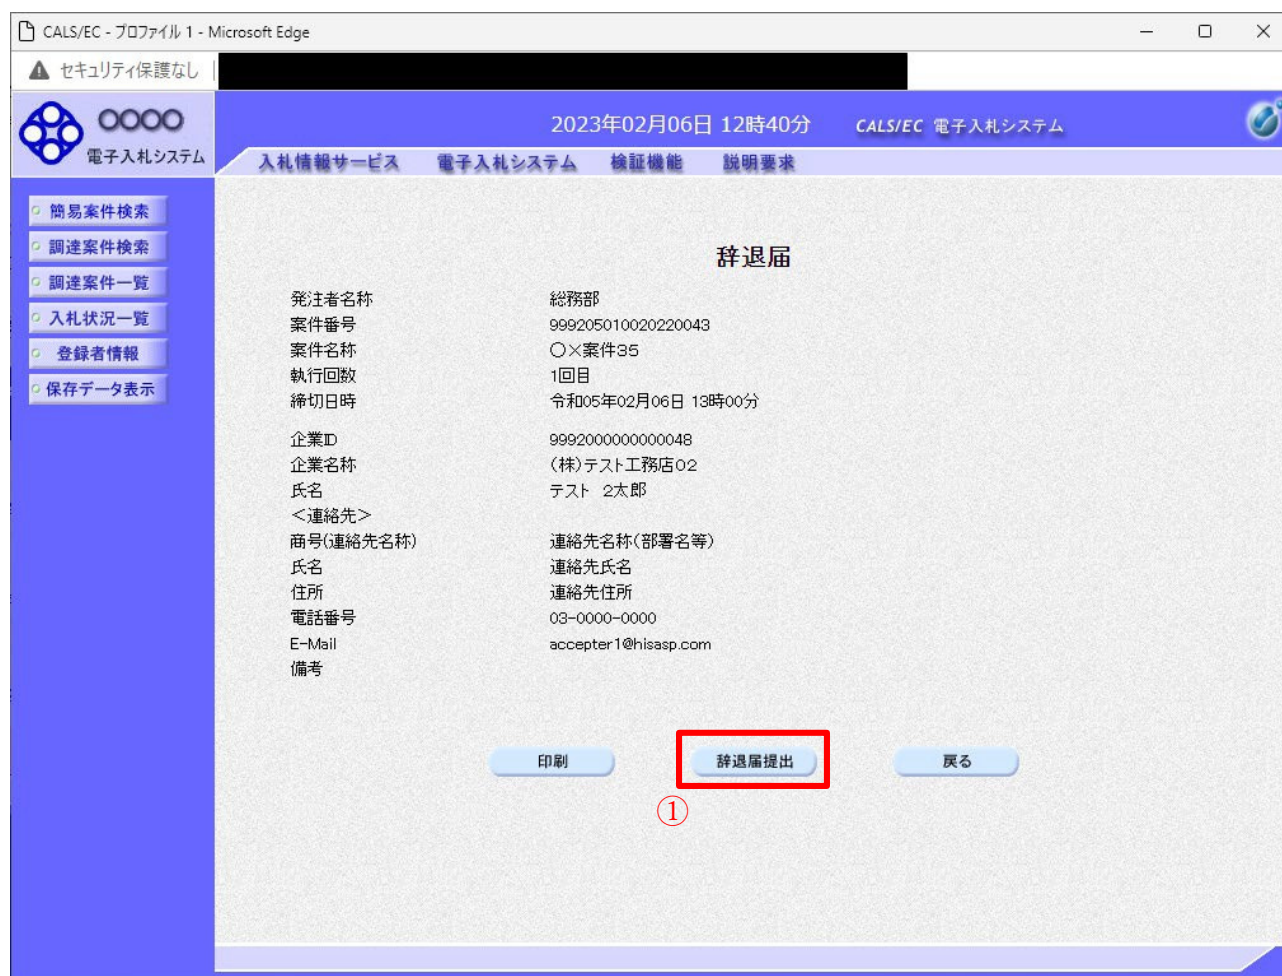 CALS/EC - プロファイル 1 - Microsoft Edge
セキュリティ保護なし
〇〇〇〇
電子入札システム
2023年02月06日 12時40分
CALS/EC 電子入札システム
入札情報サービス 電子入札システム 検証機能 説明要求
簡易案件検索
調達案件検索
調達案件一覧
入札状況一覧
登録者情報
保存データ表示
辞退届
発注者名称 総務部
案件番号 999205010020220043
案件名称 〇×案件35
執行回数 1回目
締切日時 令和05年02月06日 13時00分
企業ID 9992000000000048
企業名称 (株)テスト工務店02
氏名 テスト 2太郎
<連絡先>
商号(連絡先名称) 連絡先名称(部署名等)
氏名 連絡先氏名
住所 連絡先住所
電話番号 03-0000-0000
E-Mail accepter1@hisasp.com
備考
印刷 辞退届提出 戻る
①